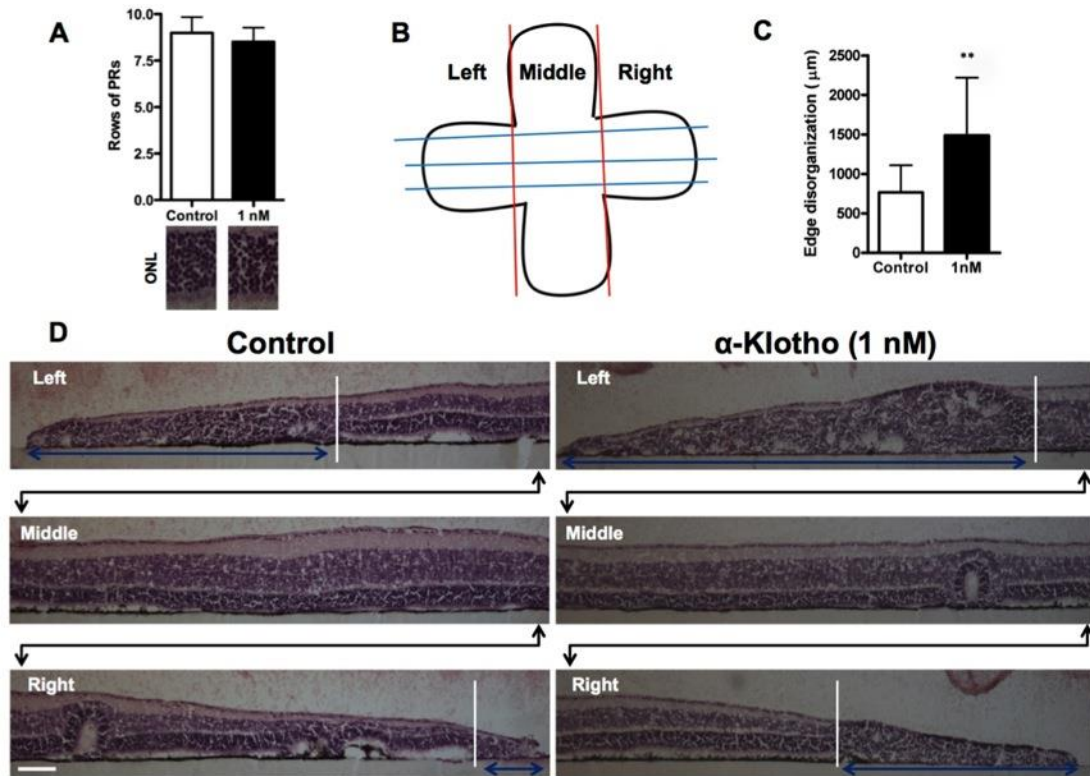 A
10.0
7.5
5.0
2.5
0.0
Rows of PRs
Control 1 nM
ONL
B
Left Middle Right
C
**
2500
2000
1500
1000
500
0
Edge disorganization (µm)
Control 1nM
D
Control
Left
Middle
Right
α-Klotho (1 nM)
Left
Middle
Right